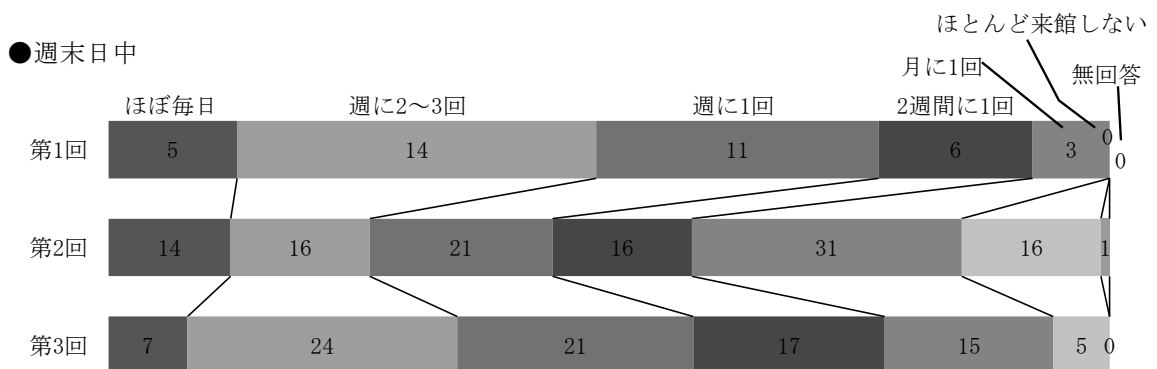 ほとんど来館しない
●週末日中
月に1回
無回答
ほぼ毎日 週に2～3回 週に1回 2週間に1回
第1回 5 14 11 6 3 0 0
第2回 14 16 21 16 31 16 1
第3回 7 24 21 17 15 5 0